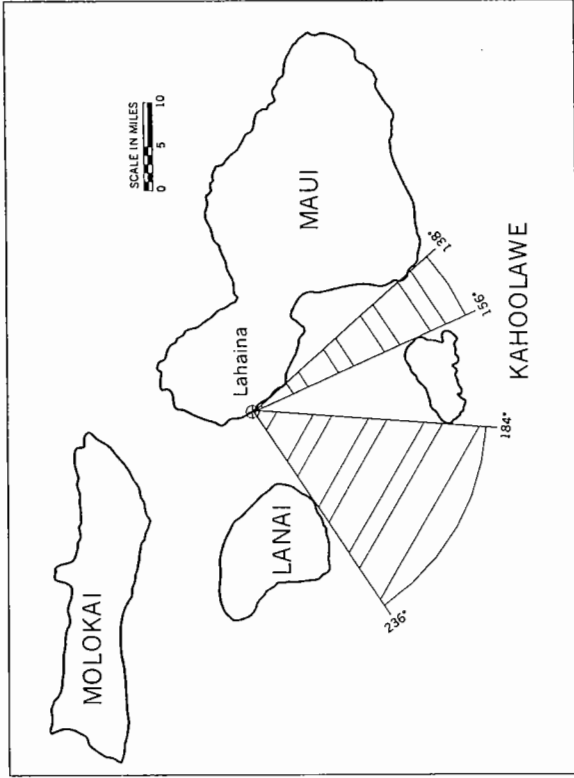 SCALE IN MILES
0 5 10
MOLOKAI
Lahaina
MAUI
LANAI
138°
156°
KAHOOLAWE
184°
236°